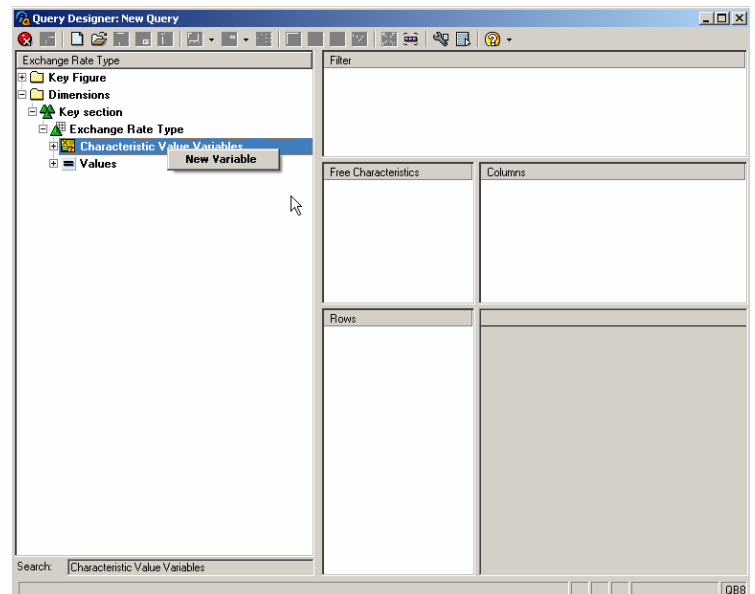 Query Designer: New Query
Exchange Rate Type
Filter
Key Figure
Dimensions
Key section
Exchange Rate Type
Characteristic Value Variables
New Variable
Values
Free Characteristics
Columns
Rows
Search: Characteristic Value Variables
QB8